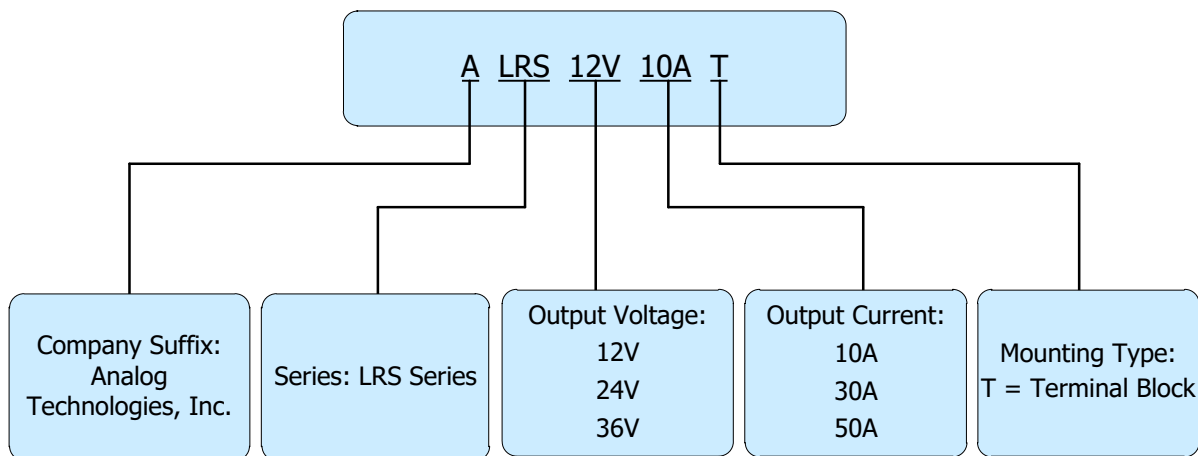 A LRS 12V 10A T
Company Suffix:
Analog
Technologies, Inc.
Series: LRS Series
Output Voltage:
12V
24V
36V
Output Current:
10A
30A
50A
Mounting Type:
T = Terminal Block